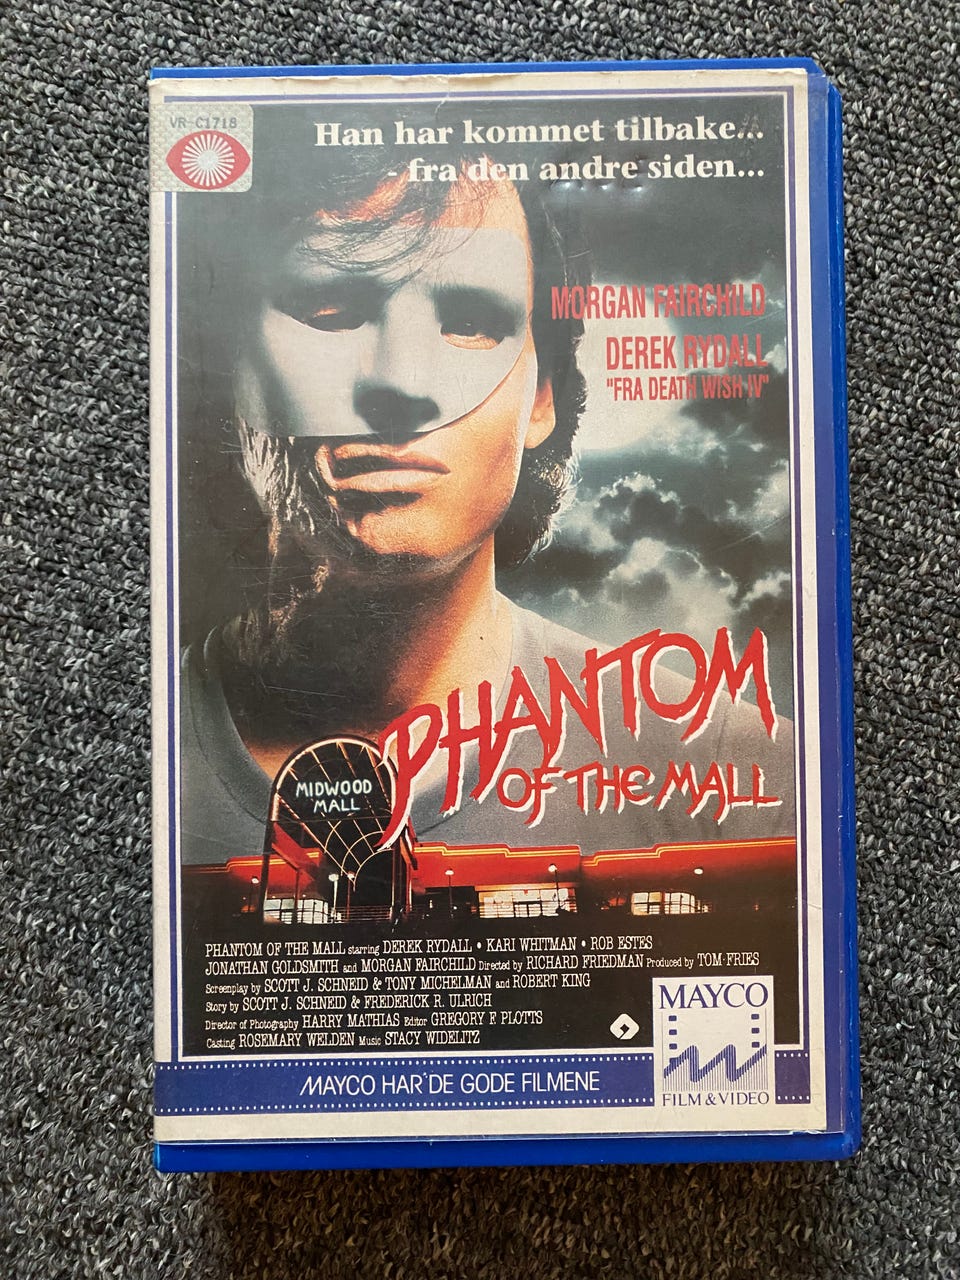 VR-C1718
Han har kommet tilbake...
- fra den andre siden...
MORGAN FAIRCHILD
DEREK RYDALL
"FRA DEATH WISH IV"
PHANTOM
OF THE MALL
MIDWOOD
MALL
PHANTOM OF THE MALL starring DEREK RYDALL • KARI WHITMAN • ROB ESTES
JONATHAN GOLDSMITH and MORGAN FAIRCHILD Directed by RICHARD FRIEDMAN Produced by TOM FRIES
Screenplay by SCOTT J. SCHNEID & TONY MICHELMAN and ROBERT KING
Story by SCOTT J. SCHNEID & FREDERICK R. ULRICH
Director of Photography HARRY MATHIAS Editor GREGORY F. PLOTTS
Casting ROSEMARY WELDEN Music STACY WIDELITZ
MAYCO
FILM & VIDEO
MAYCO HAR DE GODE FILMENE